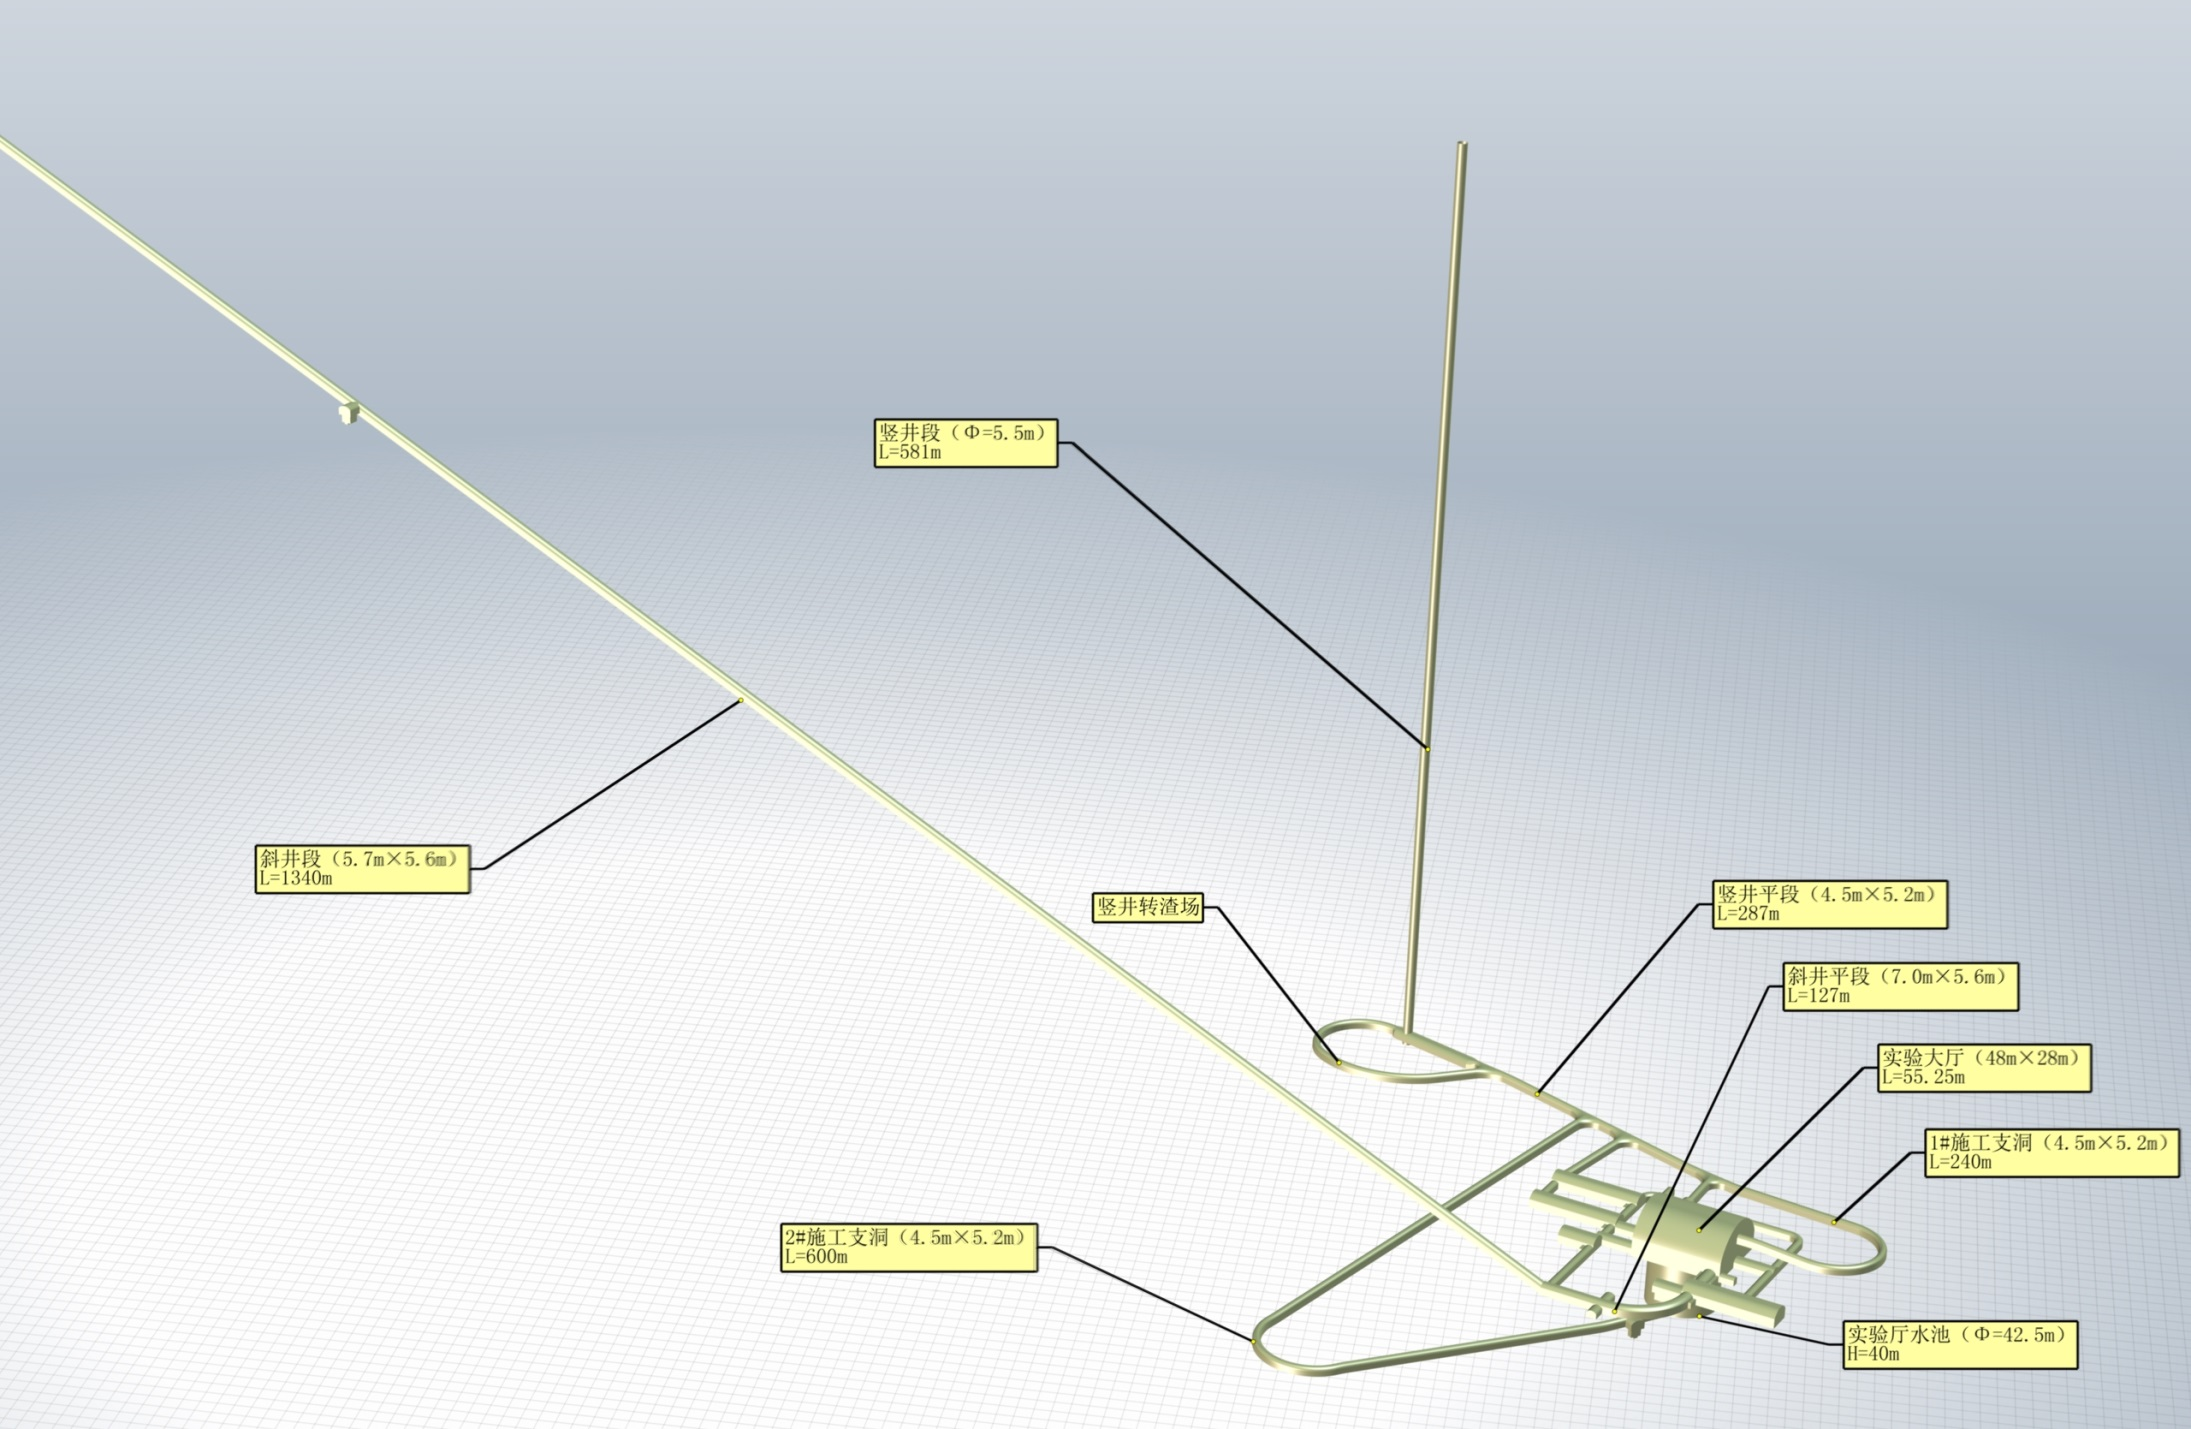 竖井段（Φ=5.5m）
L=581m
斜井段（5.7m×5.6m）
L=1340m
竖井转渣场
竖井平段（4.5m×5.2m）
L=287m
斜井平段（7.0m×5.6m）
L=127m
实验大厅（48m×28m）
L=55.25m
1#施工支洞（4.5m×5.2m）
L=240m
2#施工支洞（4.5m×5.2m）
L=600m
实验厅水池（Φ=42.5m）
H=40m